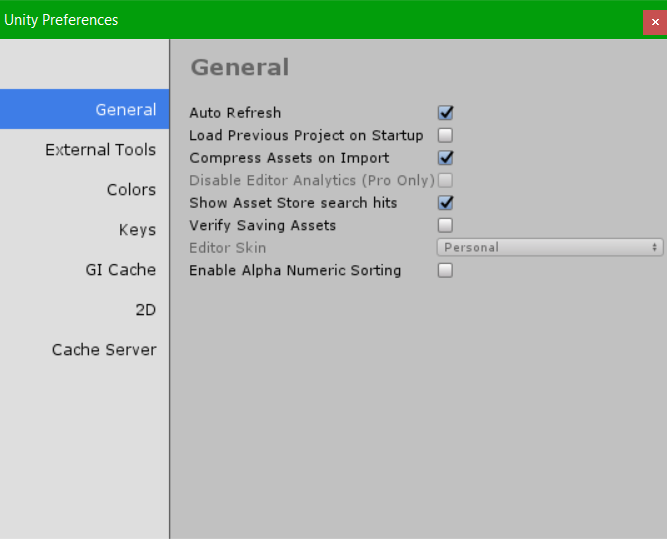 Unity Preferences
General
General
External Tools
Colors
Keys
GI Cache
2D
Cache Server
Auto Refresh
Load Previous Project on Startup
Compress Assets on Import
Disable Editor Analytics (Pro Only)
Show Asset Store search hits
Verify Saving Assets
Editor Skin Personal
Enable Alpha Numeric Sorting